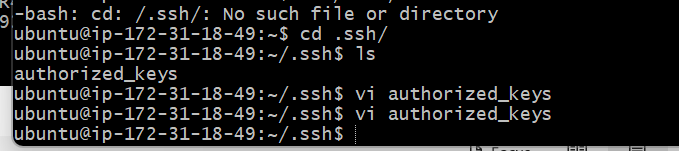 -bash: cd: /.ssh/: No such file or directory
ubuntu@ip-172-31-18-49:~$ cd .ssh/
ubuntu@ip-172-31-18-49:~/.ssh$ ls
authorized_keys
ubuntu@ip-172-31-18-49:~/.ssh$ vi authorized_keys
ubuntu@ip-172-31-18-49:~/.ssh$ vi authorized_keys
ubuntu@ip-172-31-18-49:~/.ssh$